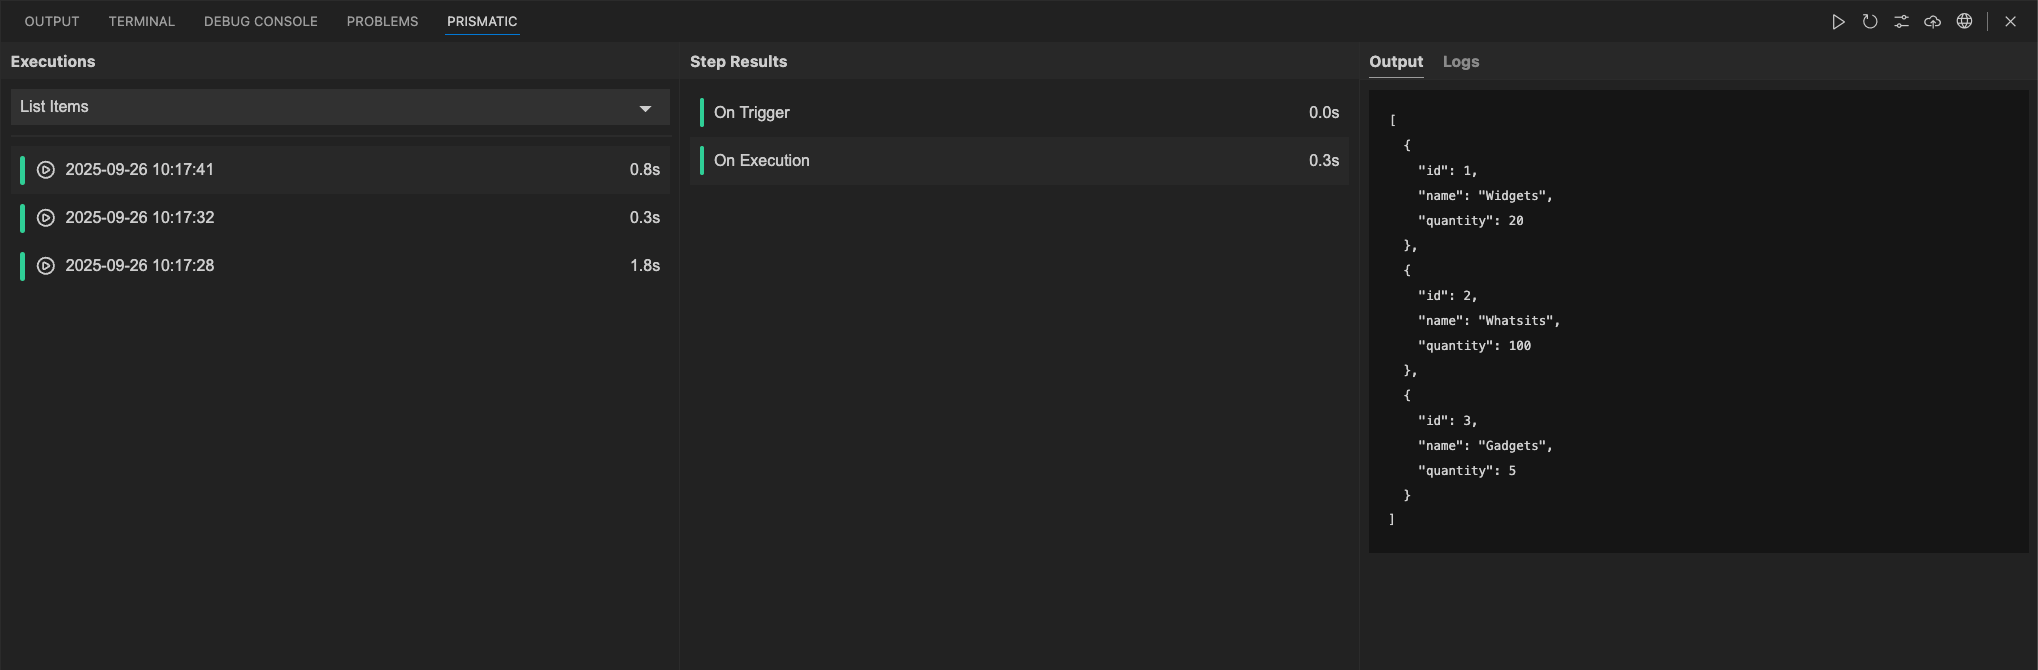 OUTPUT TERMINAL DEBUG CONSOLE PROBLEMS PRISMATIC
Executions
List Items
2025-09-26 10:17:41 0.8s
2025-09-26 10:17:32 0.3s
2025-09-26 10:17:28 1.8s
Step Results
On Trigger 0.0s
On Execution 0.3s
Output Logs
[
  {
    "id": 1,
    "name": "Widgets",
    "quantity": 20
  },
  {
    "id": 2,
    "name": "Whatsits",
    "quantity": 100
  },
  {
    "id": 3,
    "name": "Gadgets",
    "quantity": 5
  }
]